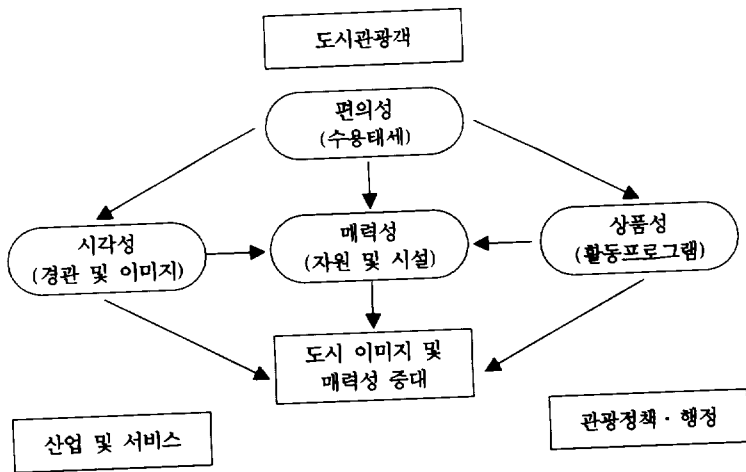 도시관광객
편의성
(수용태세)
시각성
(경관 및 이미지)
매력성
(자원 및 시설)
상품성
(활동프로그램)
도시 이미지 및
매력성 증대
산업 및 서비스
관광정책·행정